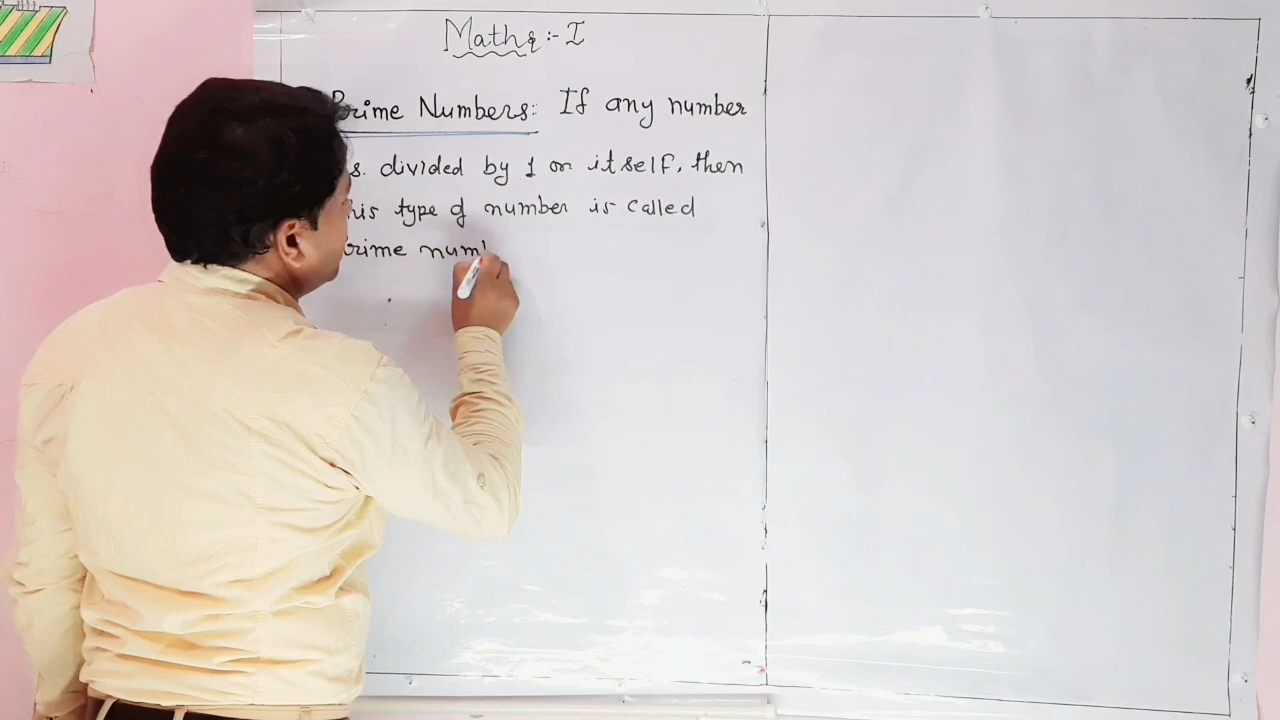 Maths :- I
Prime Numbers: If any number
is divided by 1 or itself, then
this type of number is called
prime num